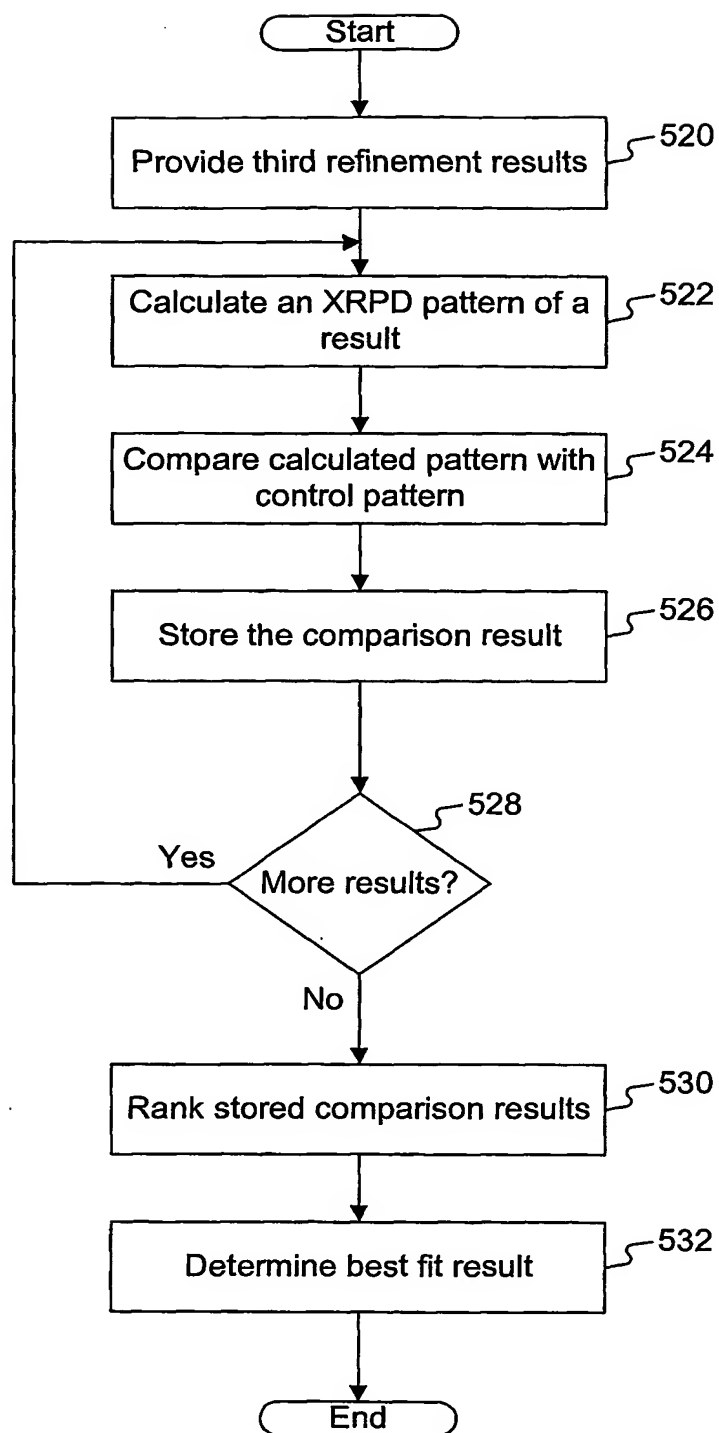 Start
520
Provide third refinement results
522
Calculate an XRPD pattern of a
result
524
Compare calculated pattern with
control pattern
526
Store the comparison result
528
Yes
More results?
No
530
Rank stored comparison results
532
Determine best fit result
End